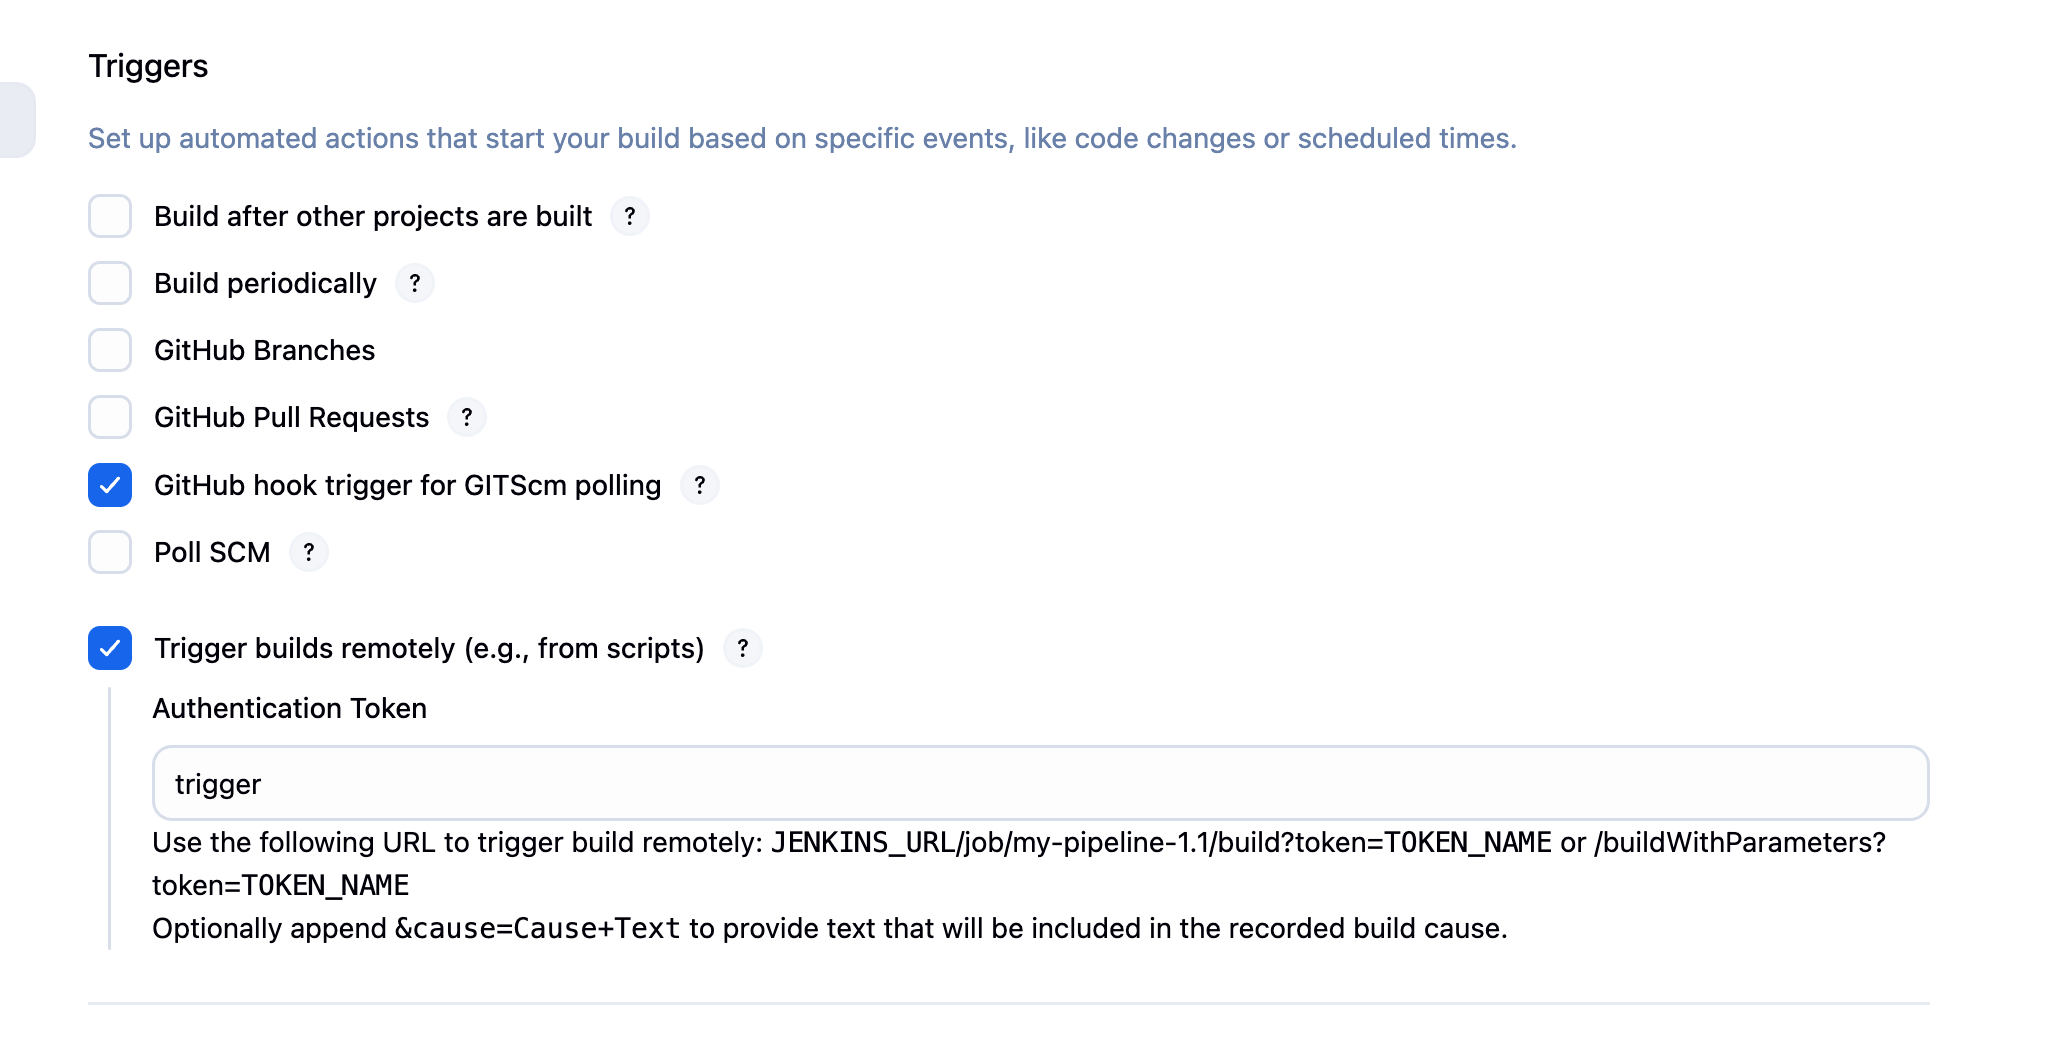 Triggers
Set up automated actions that start your build based on specific events, like code changes or scheduled times.
Build after other projects are built ?
Build periodically ?
GitHub Branches
GitHub Pull Requests ?
GitHub hook trigger for GITScm polling ?
Poll SCM ?
Trigger builds remotely (e.g., from scripts) ?
Authentication Token
trigger
Use the following URL to trigger build remotely: JENKINS_URL/job/my-pipeline-1.1/build?token=TOKEN_NAME or /buildWithParameters?
token=TOKEN_NAME
Optionally append &cause=Cause+Text to provide text that will be included in the recorded build cause.